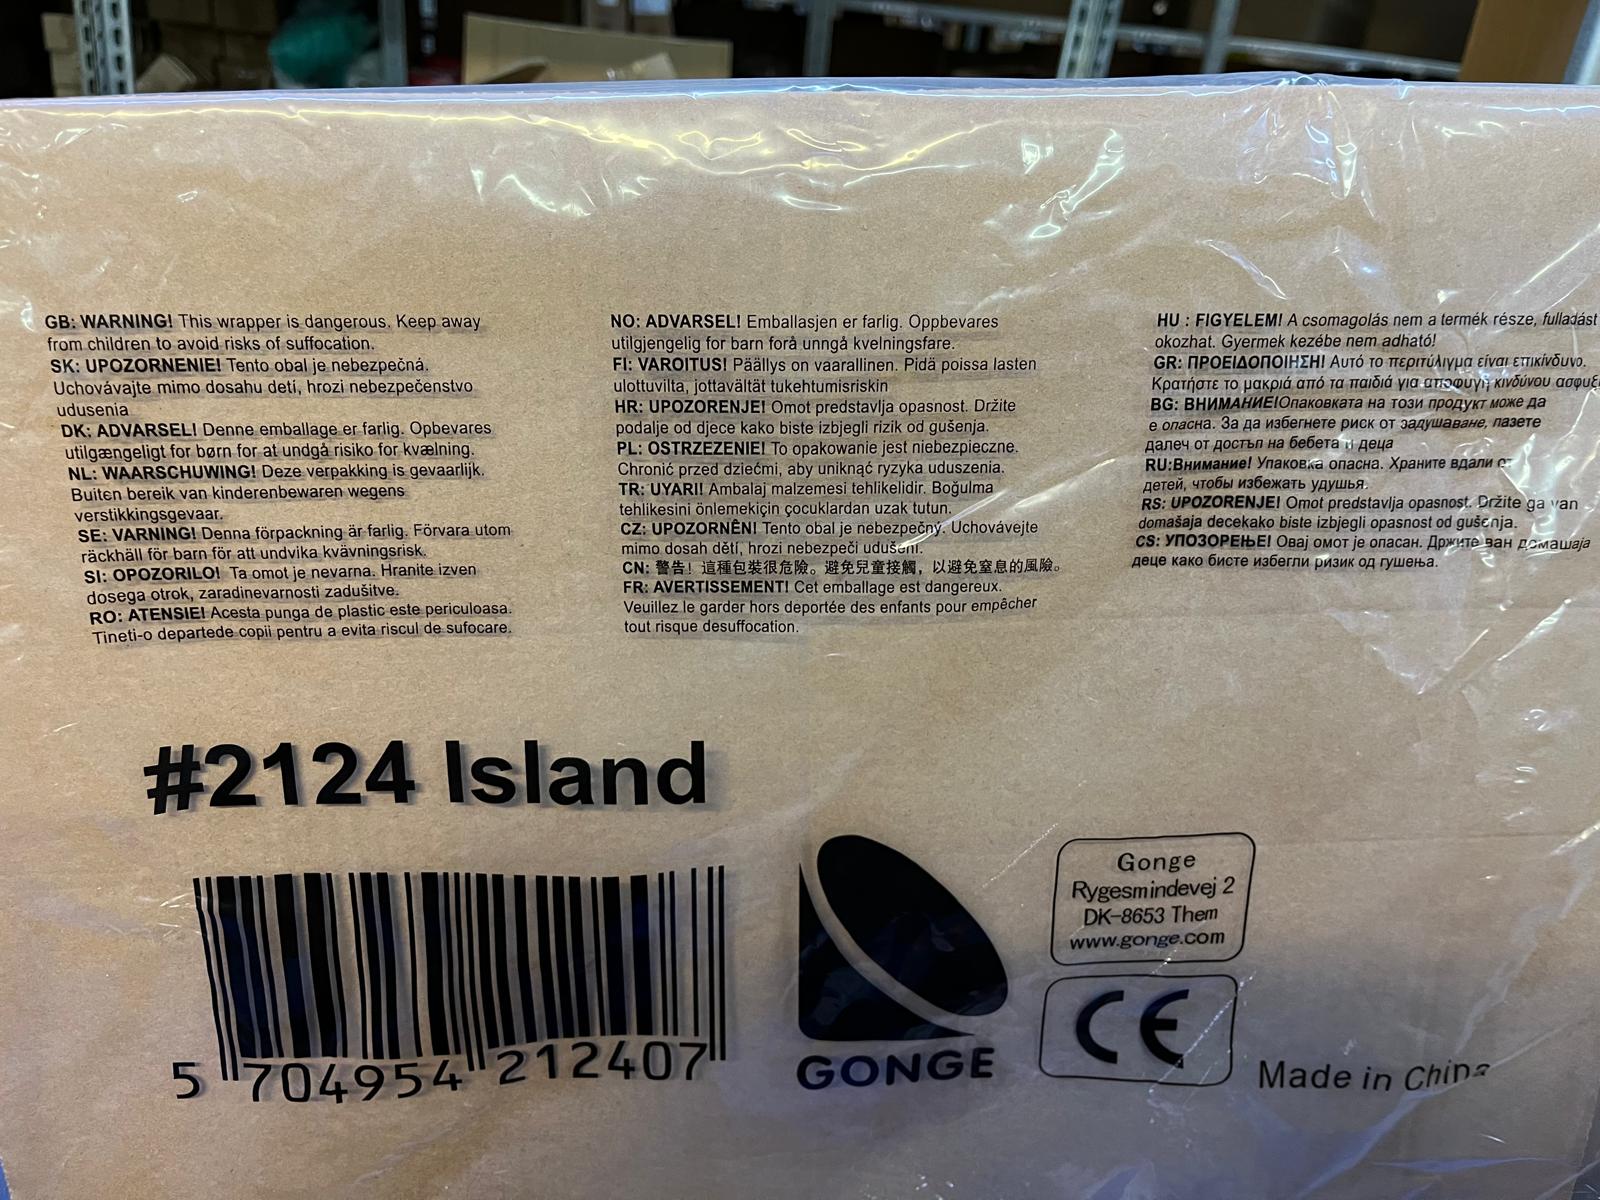 GB: WARNING! This wrapper is dangerous. Keep away
from children to avoid risks of suffocation.
SK: UPOZORNENIE! Tento obal je nebezpečná.
Uchovávajte mimo dosahu detí, hrozi nebezpečenstvo
udusenia
DK: ADVARSEL! Denne emballage er farlig. Opbevares
utilgængeligt for børn for at undgå risiko for kvælning.
NL: WAARSCHUWING! Deze verpakking is gevaarlijk.
Buiten bereik van kinderenbewaren wegens
verstikkingsgevaar.
SE: VARNING! Denna förpackning är farlig. Förvara utom
räckhäll för barn för att undvika kvävningsrisk.
SI: OPOZORILO! Ta omot je nevarna. Hranite izven
dosega otrok, zaradinevarnosti zadušitve.
RO: ATENSIE! Acesta punga de plastic este periculoasa.
Tineti-o departede copii pentru a evita riscul de sufocare.
NO: ADVARSEL! Emballasjen er farlig. Oppbevares
utilgjengelig for barn forå unngå kvelningsfare.
FI: VAROITUS! Päällys on vaarallinen. Pidä poissa lasten
ulottuvilta, jottavältät tukehtumisriskin
HR: UPOZORENJE! Omot predstavlja opasnost. Držite
podalje od djece kako biste izbjegli rizik od gušenja.
PL: OSTRZEZENIE! To opakowanie jest niebezpieczne.
Chronić przed dziećmi, aby uniknąć ryzyka uduszenia.
TR: UYARI! Ambalaj malzemesi tehlikelidir. Boğulma
tehlikesini önlemekiçin çocuklardan uzak tutun.
CZ: UPOZORNĚNI! Tento obal je nebezpečný. Uchovávejte
mimo dosah dětí, hrozi nebezpeči udušeni.
CN: 警告！這種包裝很危險。避免兒童接觸，以避免窒息的風險。
FR: AVERTISSEMENT! Cet emballage est dangereux.
Veuillez le garder hors deportée des enfants pour empêcher
tout risque desuffocation.
HU : FIGYELEM! A csomagolás nem a termék része, fulladást
okozhat. Gyermek kezébe nem adható!
GR: ΠΡΟΕΙΔΟΠΟΙΗΣΗ! Αυτό το περιτύλιγμα είναι επικίνδυνο.
Κρατήστε το μακριά από τα παιδιά για αποφυγή κινδύνου
BG: ВНИМАНИЕ!Опаковката на този продукт може да
е опасна. За да избегнете риск от задушаване, пазете
далеч от достъп на бебета и деца
RU:Внимание! Упаковка опасна. Храните вдали от
детей, чтобы избежать удушья.
RS: UPOZORENJE! Omot predstavlja opasnost. Držite ga van
domašaja decekako biste izbjegli opasnost od gušenja.
CS: УПОЗОРЕЊЕ! Овај омот је опасан. Држите ван домашаја
деце како бисте избегли ризик од гушења.
#2124 Island
5 704954 212407
GONGE
Gonge
Rygesmindevej 2
DK-8653 Them
www.gonge.com
CE
Made in China